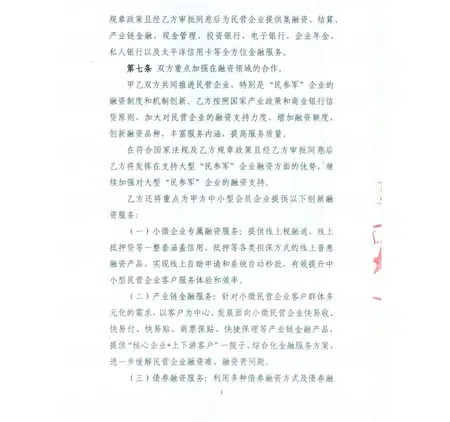 规章政策且经乙方审批同意后为民营企业提供集融资、结算、
产业链金融、现金管理、投资银行、电子银行、企业年金、
私人银行以及太平洋信用卡等全方位金融服务。
第七条 双方重点加强在融资领域的合作。
甲乙双方共同推进民营企业，特别是“民参军”企业的
融资制度和机制创新。乙方按照国家产业政策和商业银行信
贷原则，加大对民营企业的融资支持力度，增加融资额度，
创新融资品种，丰富服务内涵，提高服务质量。
在符合国家法规及乙方规章政策且经乙方审批同意后
乙方将发挥在支持大型“民参军”企业融资方面的优势，继
续加强对大型“民参军”企业的融资支持。
乙方还将重点为甲方中小型会员企业提供以下创新融
资服务：
（一）小微企业专属融资服务：提供线上税融通、线上
抵押贷等一整套涵盖信用、抵押等各类担保方式的线上普惠
融资产品，实现线上自助申请和系统自动秒批，有效提升中
小型民营企业客户服务体验和效率。
（二）产业链金融服务：针对小微民营企业客户群体多
元化的需求，以客户为中心，发展面向小微民营企业快易收、
快易付、快易贴、商票保贴、快捷保理等产业链金融产品，
提供“核心企业+上下游客户”一揽子、综合化金融服务方案，
进一步缓解民营企业融资难、融资贵问题。
（三）债券融资服务：利用多种债券融资方式及债券融